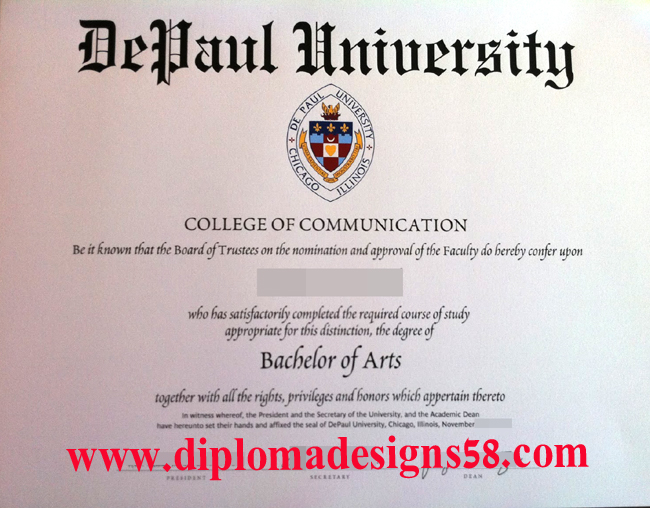 DePaul University
DE PAUL UNIVERSITY
CHICAGO ILLINOIS
COLLEGE OF COMMUNICATION
Be it known that the Board of Trustees on the nomination and approval of the Faculty do hereby confer upon
who has satisfactorily completed the required course of study
appropriate for this distinction, the degree of
Bachelor of Arts
together with all the rights, privileges and honors which appertain thereto
In witness whereof, the President and the Secretary of the University, and the Academic Dean
have hereunto set their hands and affixed the seal of DePaul University, Chicago, Illinois, November
www.diplomadesigns58.com
PRESIDENT SECRETARY DEAN